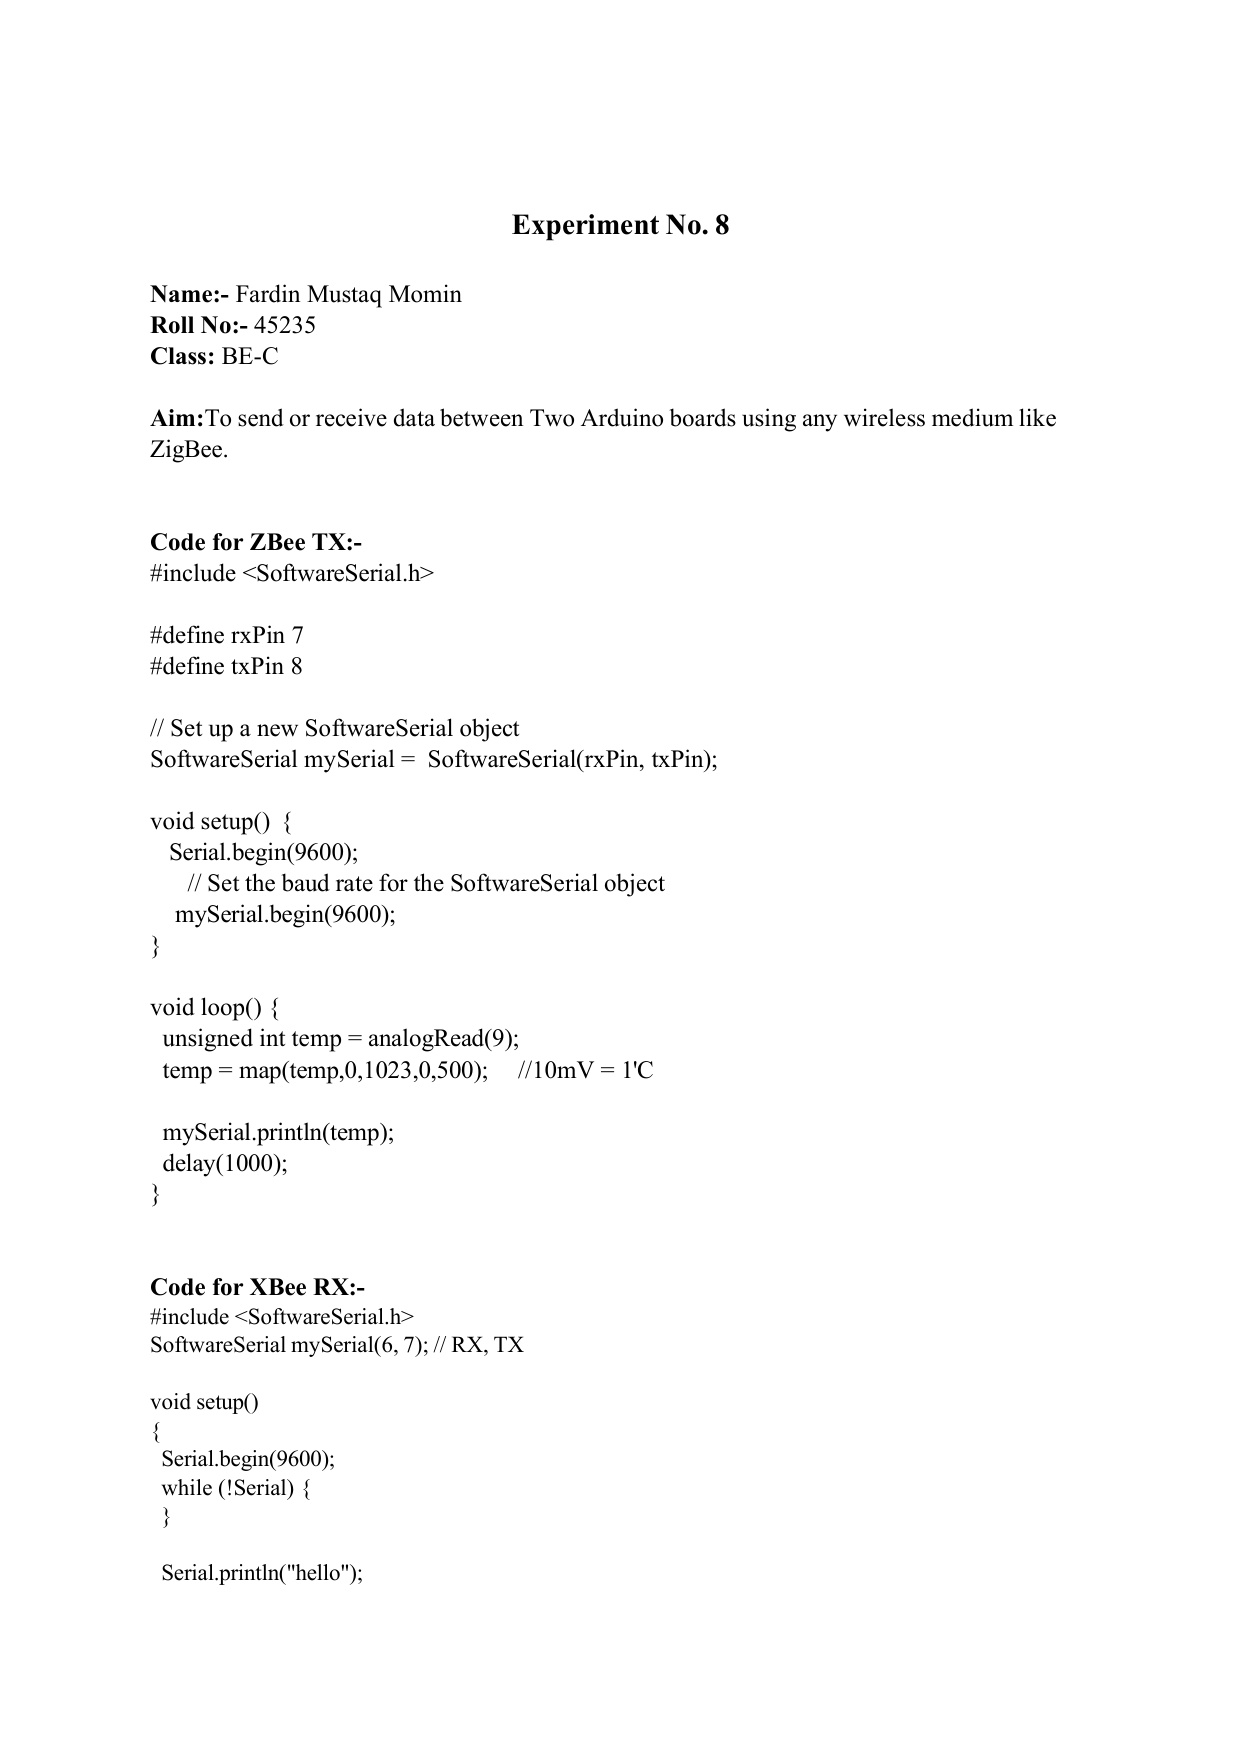 Experiment No. 8
Name:- Fardin Mustaq Momin
Roll No:- 45235
Class: BE-C
Aim:To send or receive data between Two Arduino boards using any wireless medium like
ZigBee.
Code for ZBee TX:-
#include <SoftwareSerial.h>
#define rxPin 7
#define txPin 8
// Set up a new SoftwareSerial object
SoftwareSerial mySerial =  SoftwareSerial(rxPin, txPin);
void setup()  {
   Serial.begin(9600);
      // Set the baud rate for the SoftwareSerial object
    mySerial.begin(9600);
}
void loop() {
  unsigned int temp = analogRead(9);
  temp = map(temp,0,1023,0,500);     //10mV = 1'C
  mySerial.println(temp);
  delay(1000);
}
Code for XBee RX:-
#include <SoftwareSerial.h>
SoftwareSerial mySerial(6, 7); // RX, TX
void setup()
{
  Serial.begin(9600);
  while (!Serial) {
  }
  Serial.println("hello");